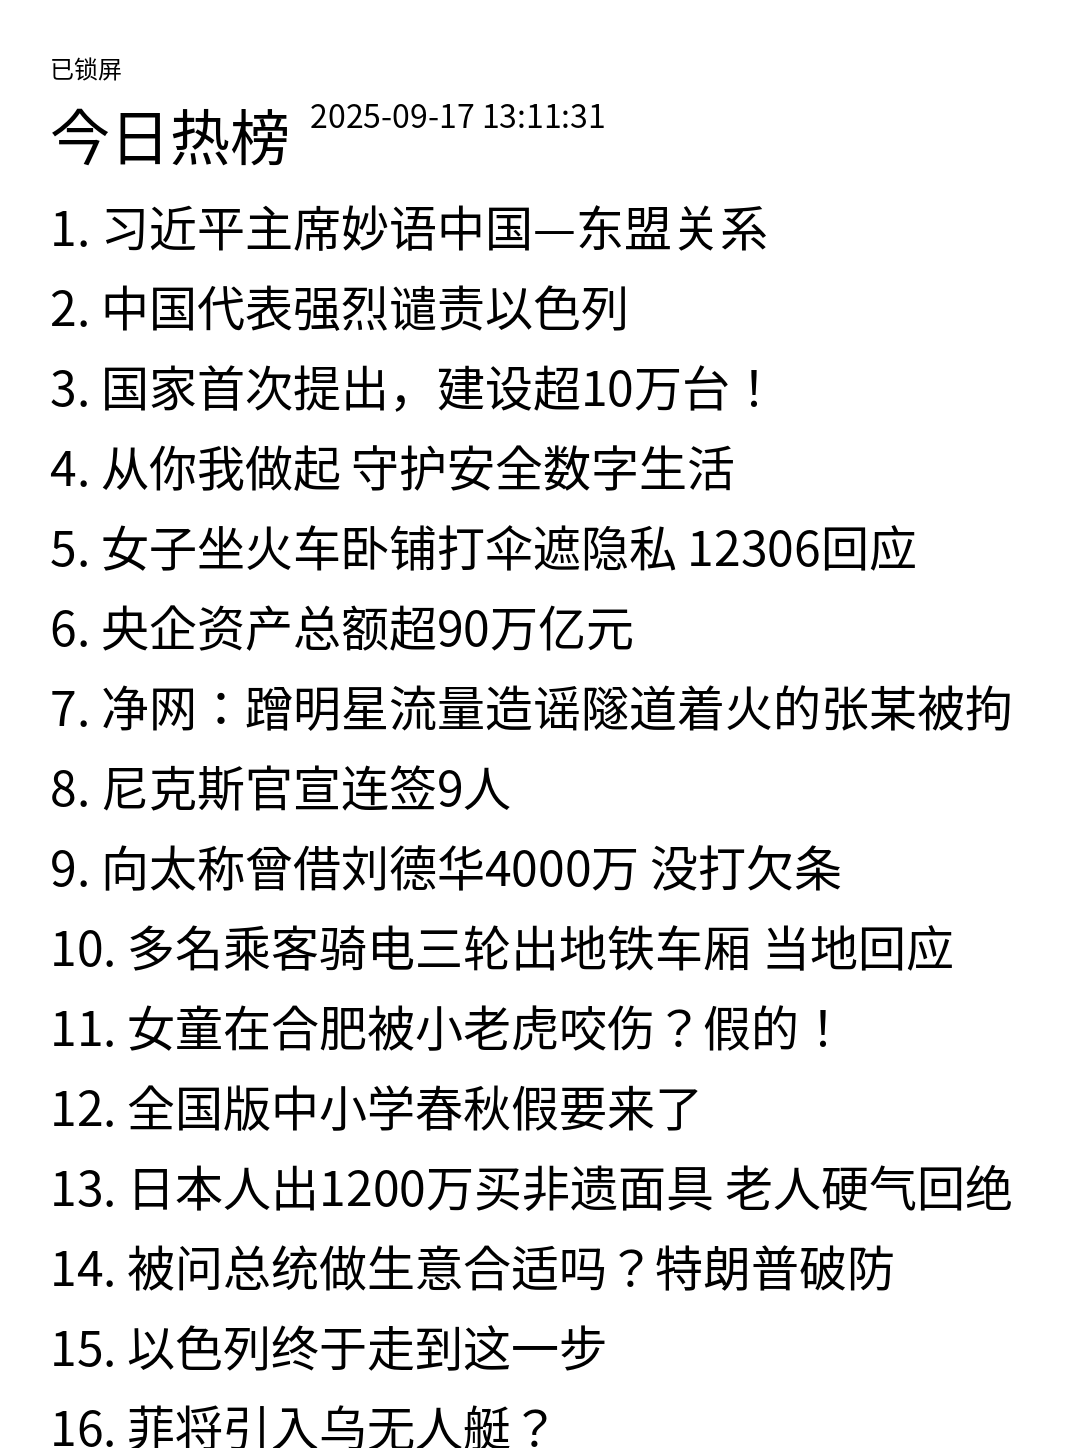 已锁屏
今日热榜 2025-09-17 13:11:31
1. 习近平主席妙语中国—东盟关系
2. 中国代表强烈谴责以色列
3. 国家首次提出，建设超10万台！
4. 从你我做起 守护安全数字生活
5. 女子坐火车卧铺打伞遮隐私 12306回应
6. 央企资产总额超90万亿元
7. 净网：蹭明星流量造谣隧道着火的张某被拘
8. 尼克斯官宣连签9人
9. 向太称曾借刘德华4000万 没打欠条
10. 多名乘客骑电三轮出地铁车厢 当地回应
11. 女童在合肥被小老虎咬伤？假的！
12. 全国版中小学春秋假要来了
13. 日本人出1200万买非遗面具 老人硬气回绝
14. 被问总统做生意合适吗？特朗普破防
15. 以色列终于走到这一步
16. 菲将引入乌无人艇？